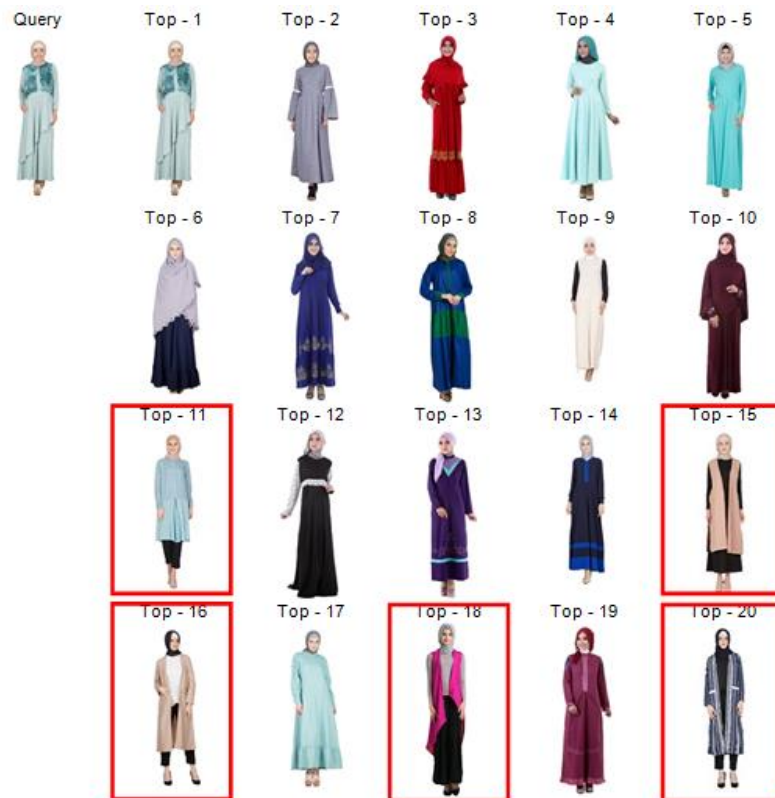 Query Top - 1 Top - 2 Top - 3 Top - 4 Top - 5
Top - 6 Top - 7 Top - 8 Top - 9 Top - 10
Top - 11 Top - 12 Top - 13 Top - 14 Top - 15
Top - 16 Top - 17 Top - 18 Top - 19 Top - 20